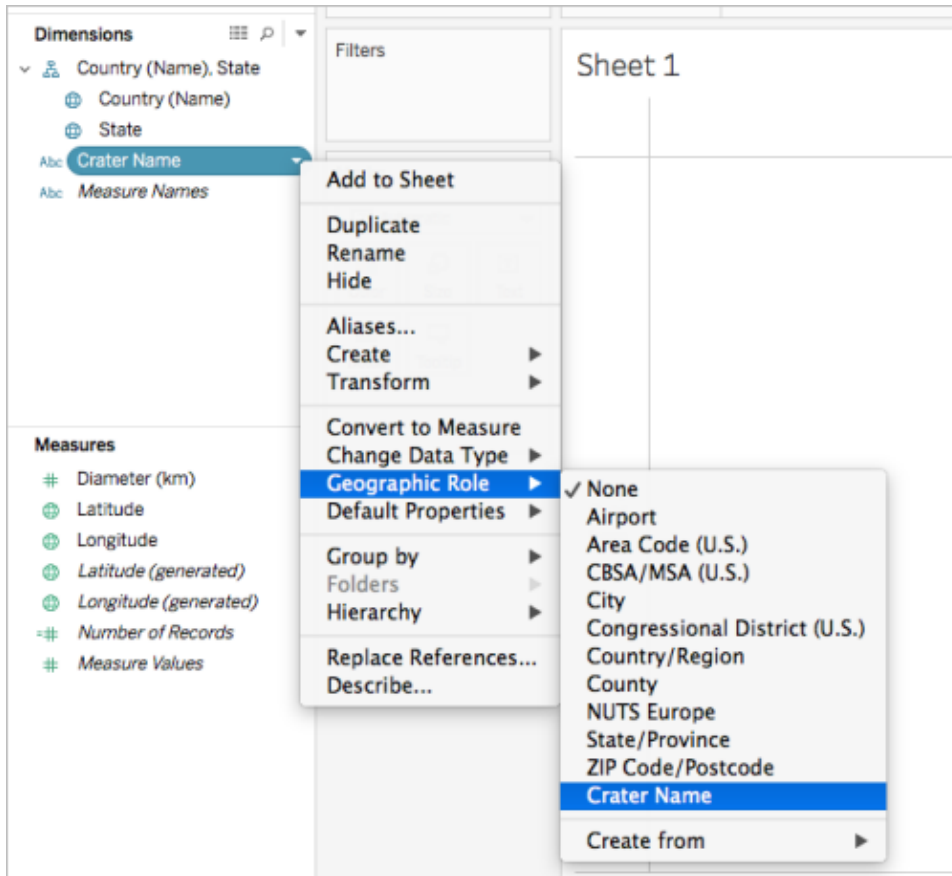 Dimensions
Country (Name), State
Country (Name)
State
Abc Crater Name
Abc Measure Names
Measures
# Diameter (km)
Latitude
Longitude
Latitude (generated)
Longitude (generated)
=# Number of Records
# Measure Values
Filters
Sheet 1
Add to Sheet
Duplicate
Rename
Hide
Aliases...
Create
Transform
Convert to Measure
Change Data Type
Geographic Role
Default Properties
Group by
Folders
Hierarchy
Replace References...
Describe...
✓ None
Airport
Area Code (U.S.)
CBSA/MSA (U.S.)
City
Congressional District (U.S.)
Country/Region
County
NUTS Europe
State/Province
ZIP Code/Postcode
Crater Name
Create from